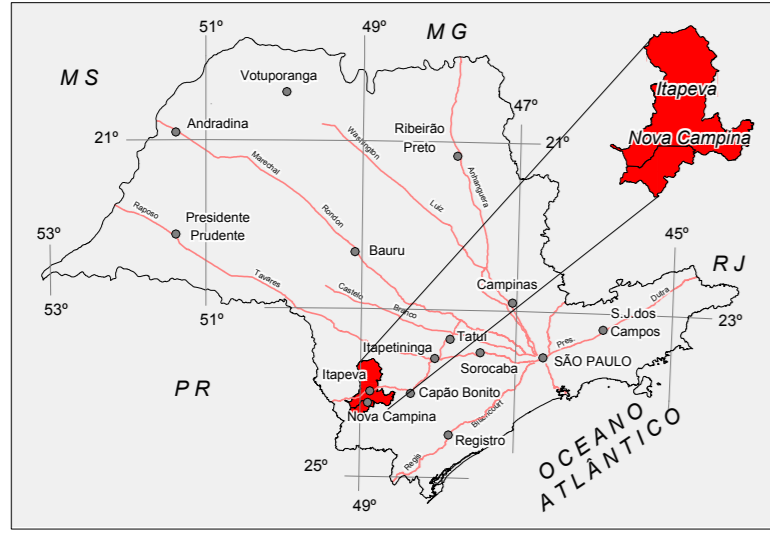 51º
49º
M G
M S
Votuporanga
47º
Itapeva
Andradina
21º
Washington
Ribeirão
Preto
21º
Nova Campina
Marechal
Anhanguera
Luiz
Raposo
Presidente
Prudente
Rondon
53º
Bauru
45º
R J
Tavares
Castelo
Campinas
Dutra
53º
51º
Branco
S.J.dos
Campos
23º
Tatuí
Pres.
Itapetininga
Sorocaba
SÃO PAULO
P R
Itapeva
Capão Bonito
Nova Campina
Bittencourt
Registro
OCEANO
ATLÂNTICO
Regis
25º
49º